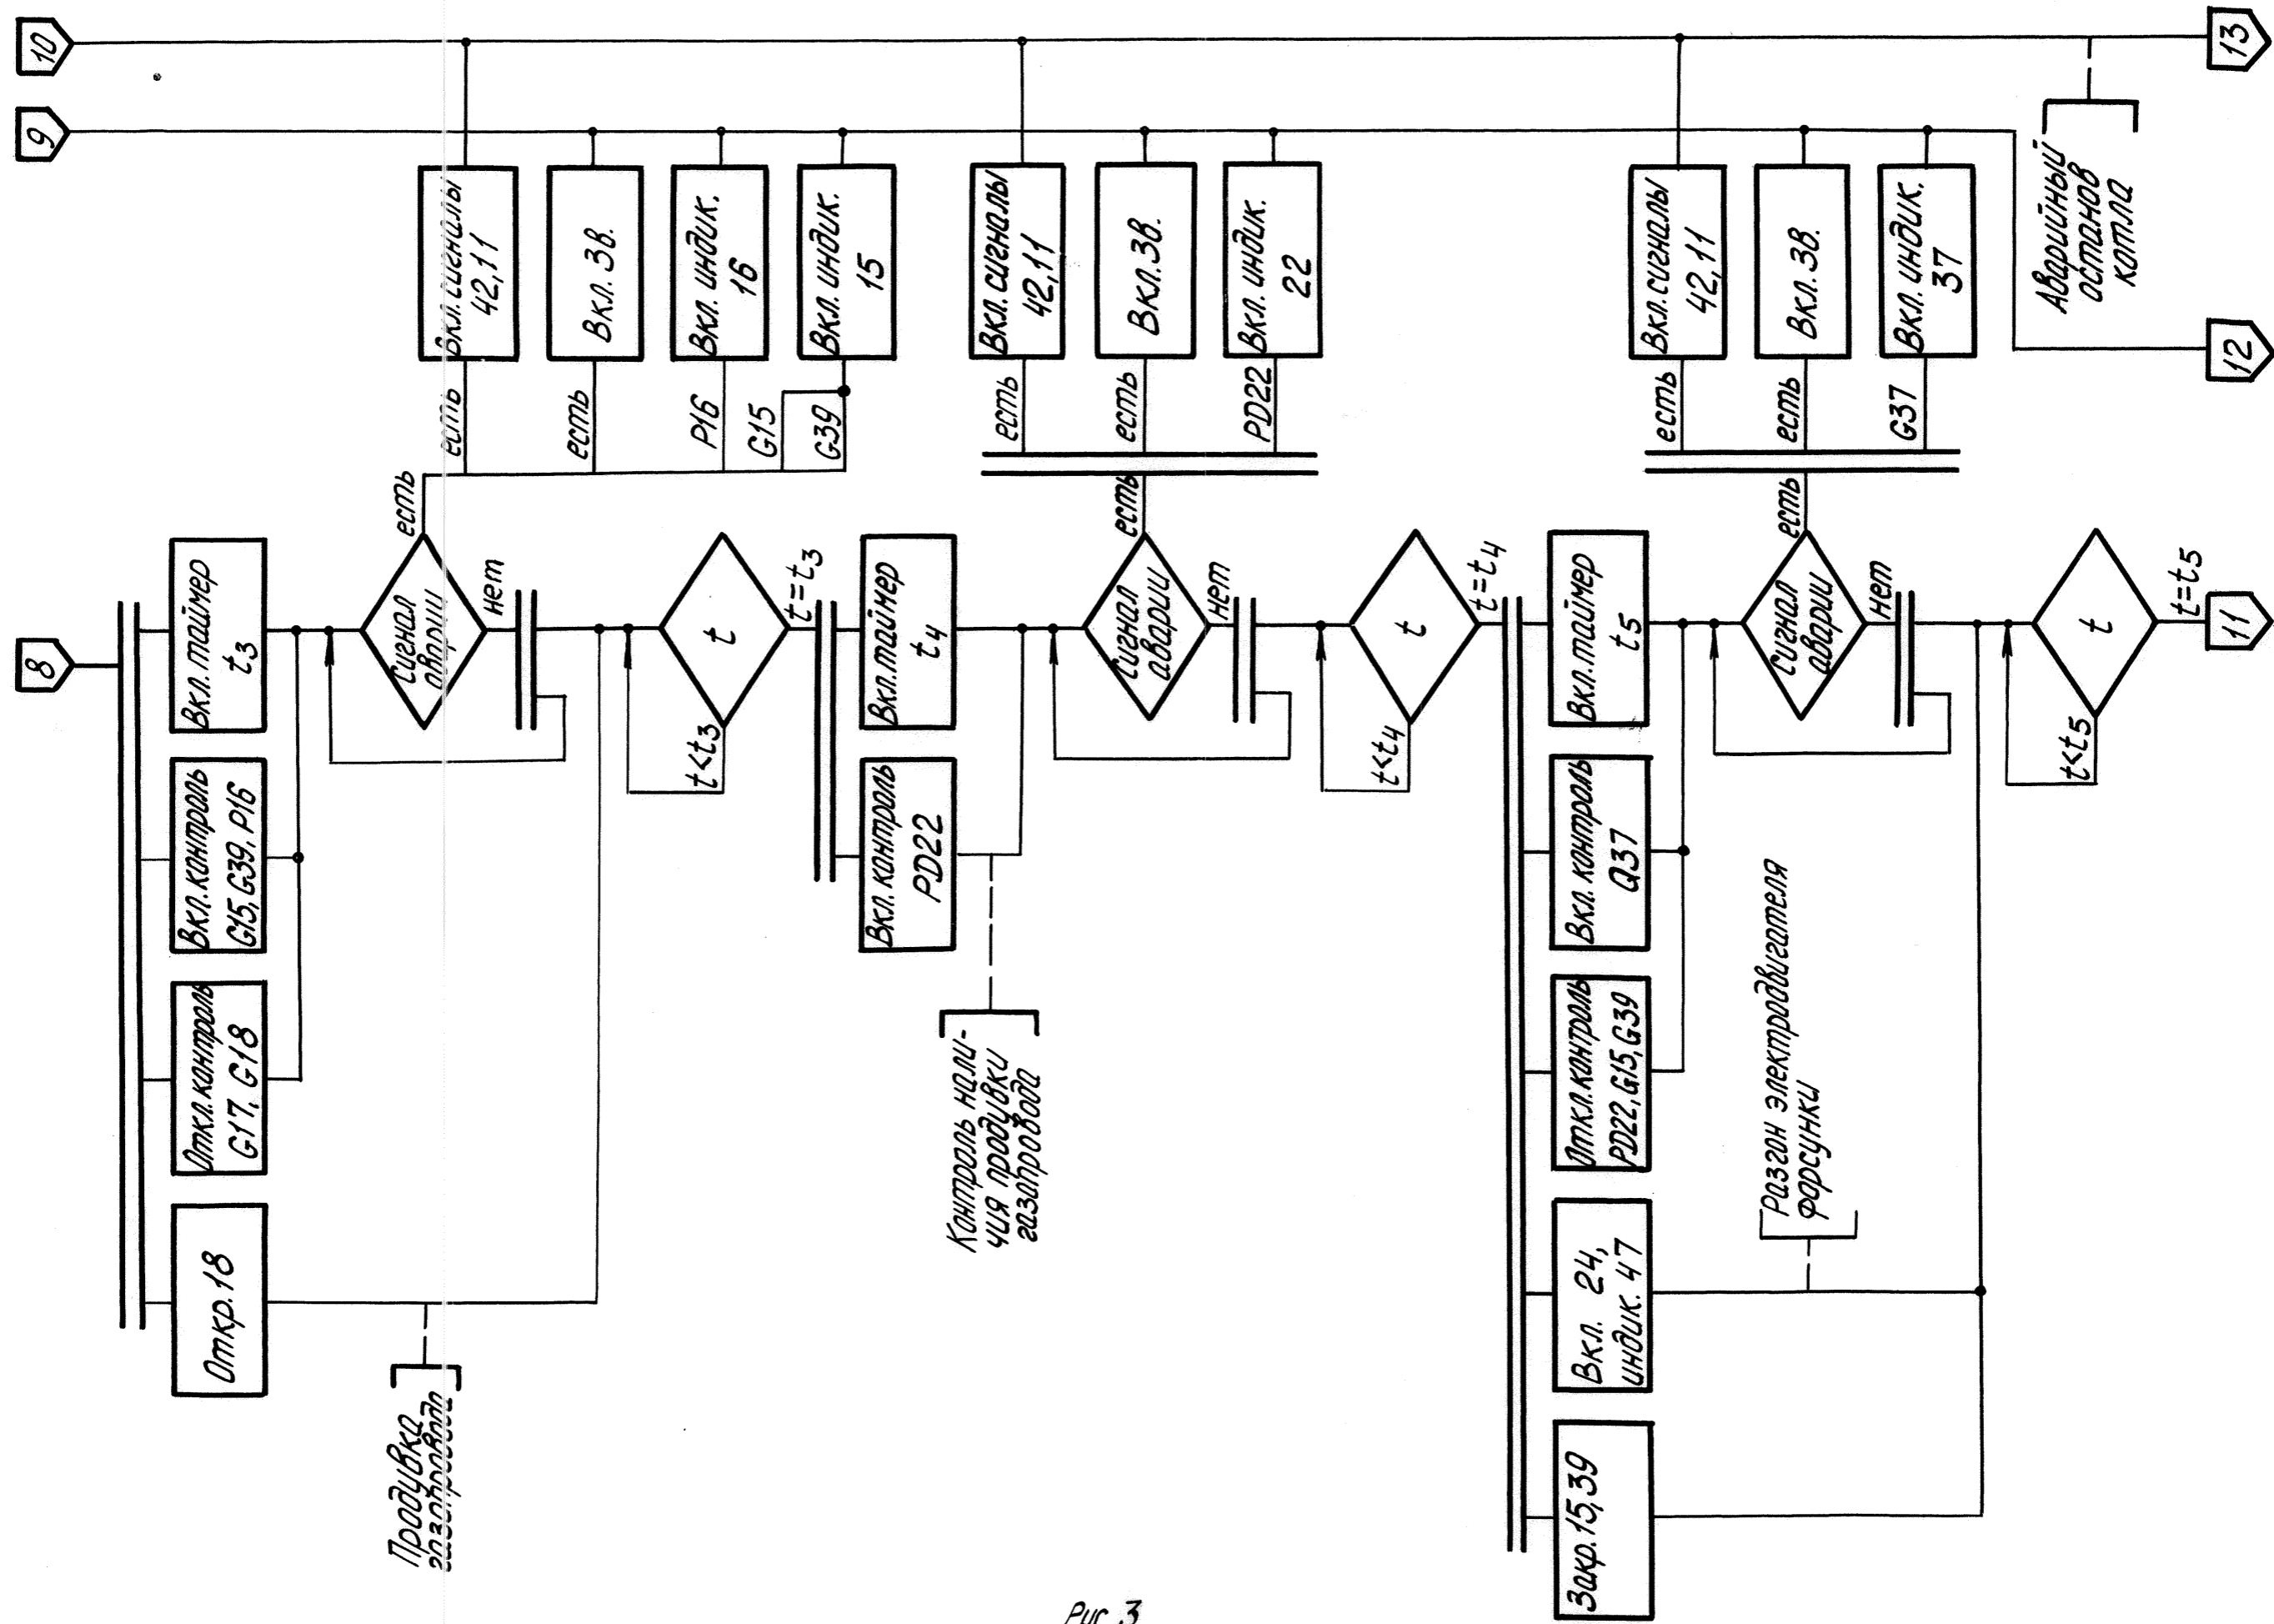 10
9
8
Откр.18
Откл.контроль
G17, G18
Вкл.контроль
G15,G39,P16
Вкл.таймер
t3
Продувка
газопровода
Сигнал
аварии
есть
нет
есть
есть
P16
G15
G39
Вкл.сигналы
42,11
Вкл. Зв.
Вкл. индик.
16
Вкл. индик.
15
t
t<t3
t=t3
Вкл. контроль
PD22
Вкл.таймер
t4
Контроль нали-
чия продувки
газопровода
Сигнал
аварии
есть
нет
есть
есть
PD22
Вкл.сигналы
42,11
Вкл.Зв.
Вкл. индик.
22
t
t<t4
t=t4
Закр.15,39
Вкл. 24,
индик. 47
Откл.контроль
PD22,G15,G39
Вкл. контроль
Q37
Вкл.таймер
t5
Разгон электродвигателя
форсунки
Сигнал
аварии
есть
нет
есть
есть
G37
Вкл.сигналы
42,11
Вкл. Зв.
Вкл. индик.
37
Аварийный
останов
котла
t
t<t5
t=t5
11
12
13
Рис.3